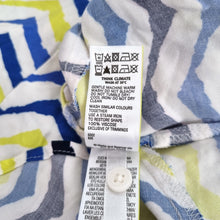 THINK CLIMATE
WASH AT 30°C
GENTLE MACHINE WARM
WASH DO NOT BLEACH
DO NOT TUMBLE DRY
COOL IRON DO NOT DRY
CLEAN
WASH SIMILAR COLOURS
TOGETHER
USE A STEAM IRON
TO RESTORE SHAPE
100% VISCOSE
EXCLUSIVE OF TRIMMINGS